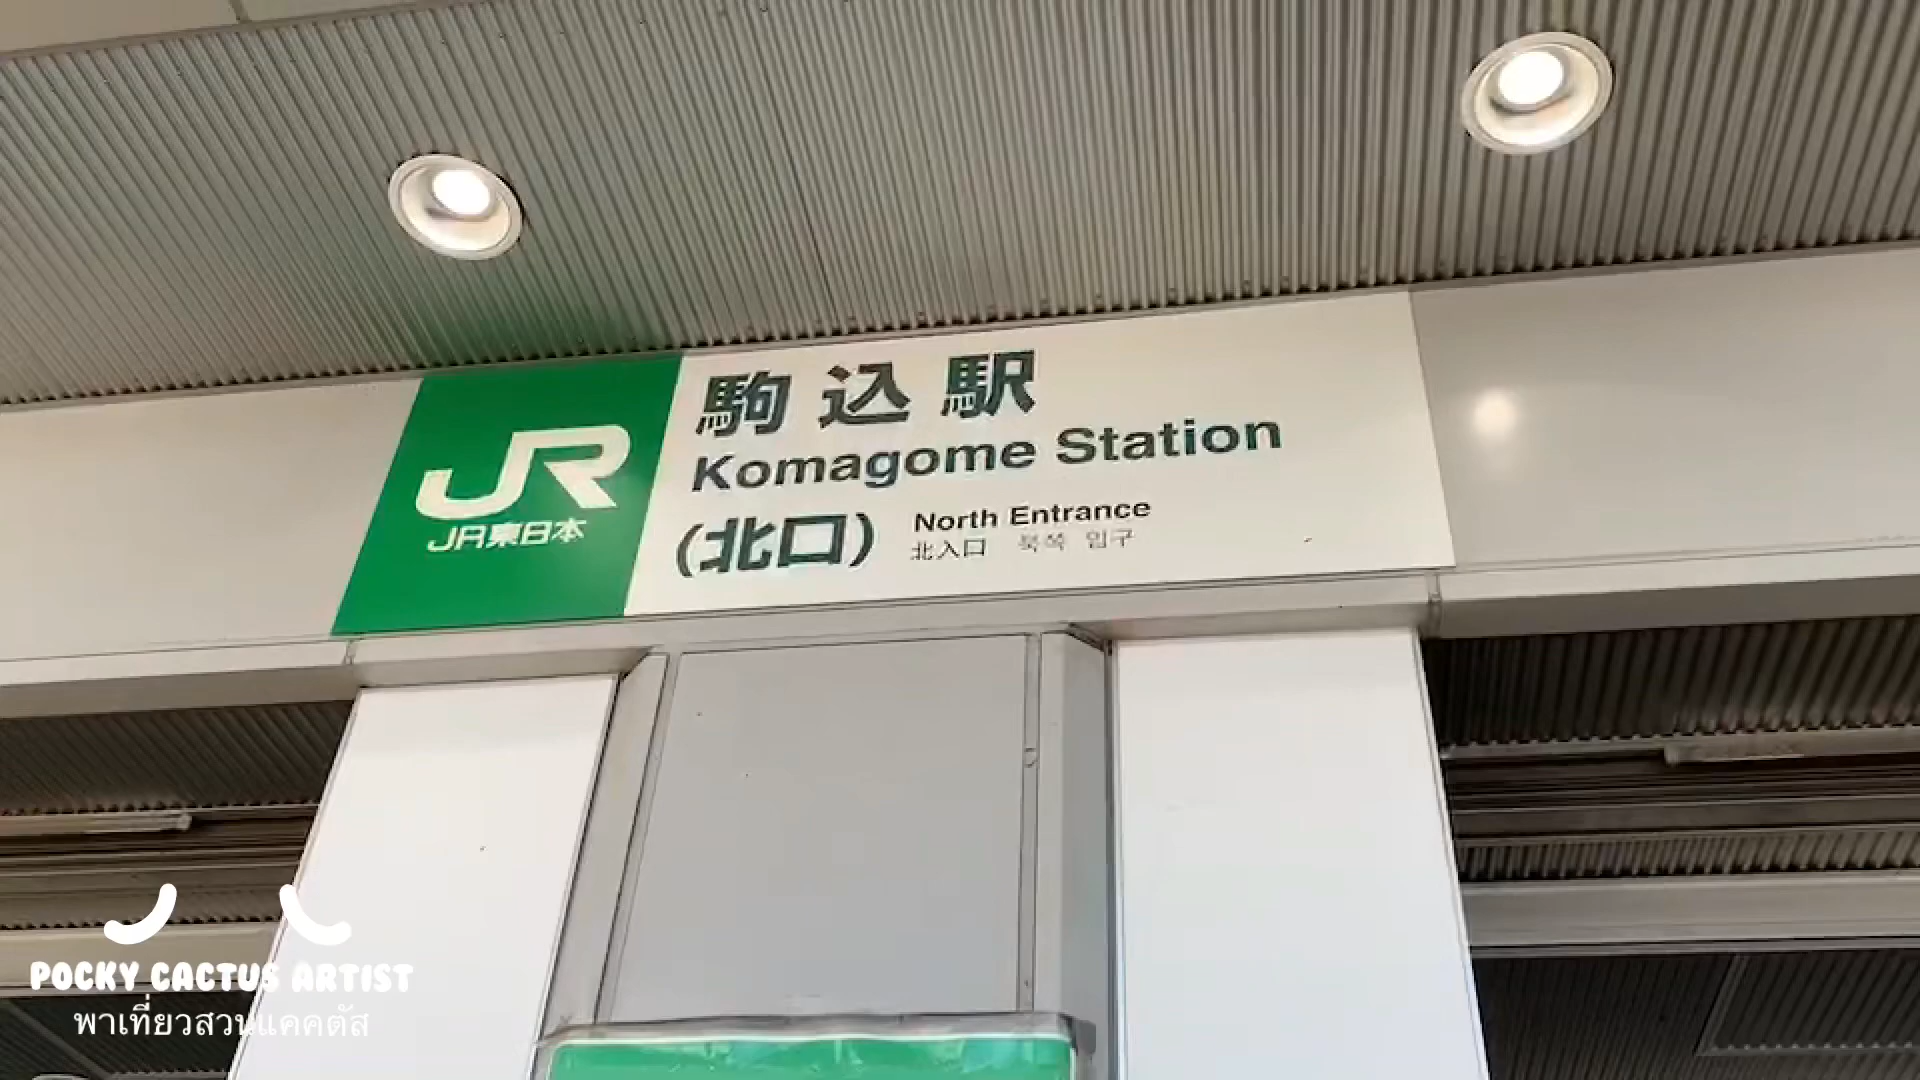 JR
JR東日本
駒込駅
Komagome Station
(北口)
North Entrance
北入口 북쪽 입구
POCKY CACTUS ARTIST
พาเที่ยวสวนแคคตัส